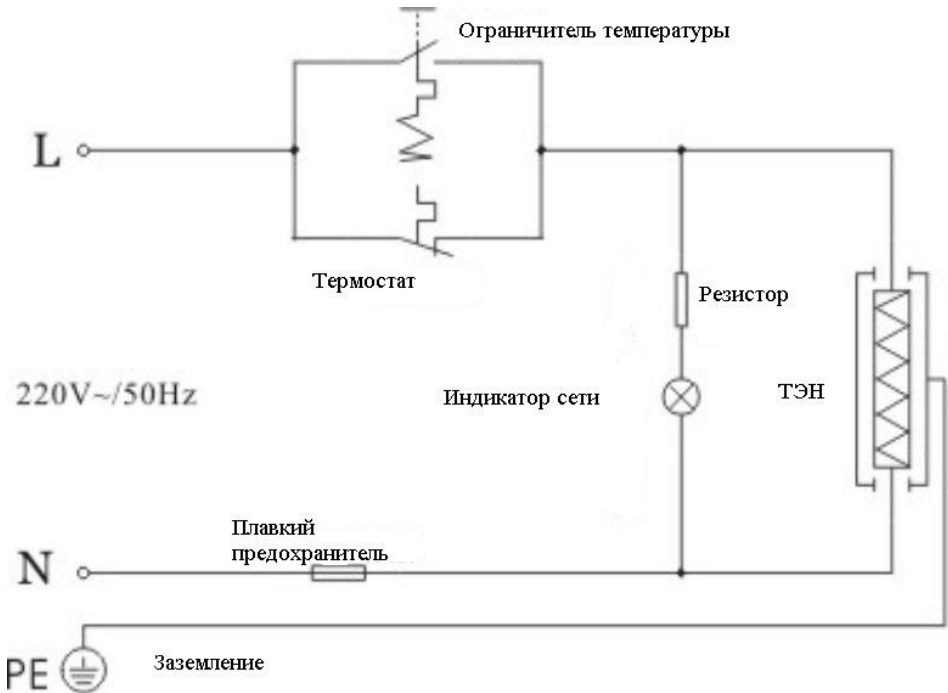 Ограничитель температуры
L
Термостат
Резистор
220V~/50Hz
Индикатор сети
ТЭН
Плавкий
предохранитель
N
PE
Заземление